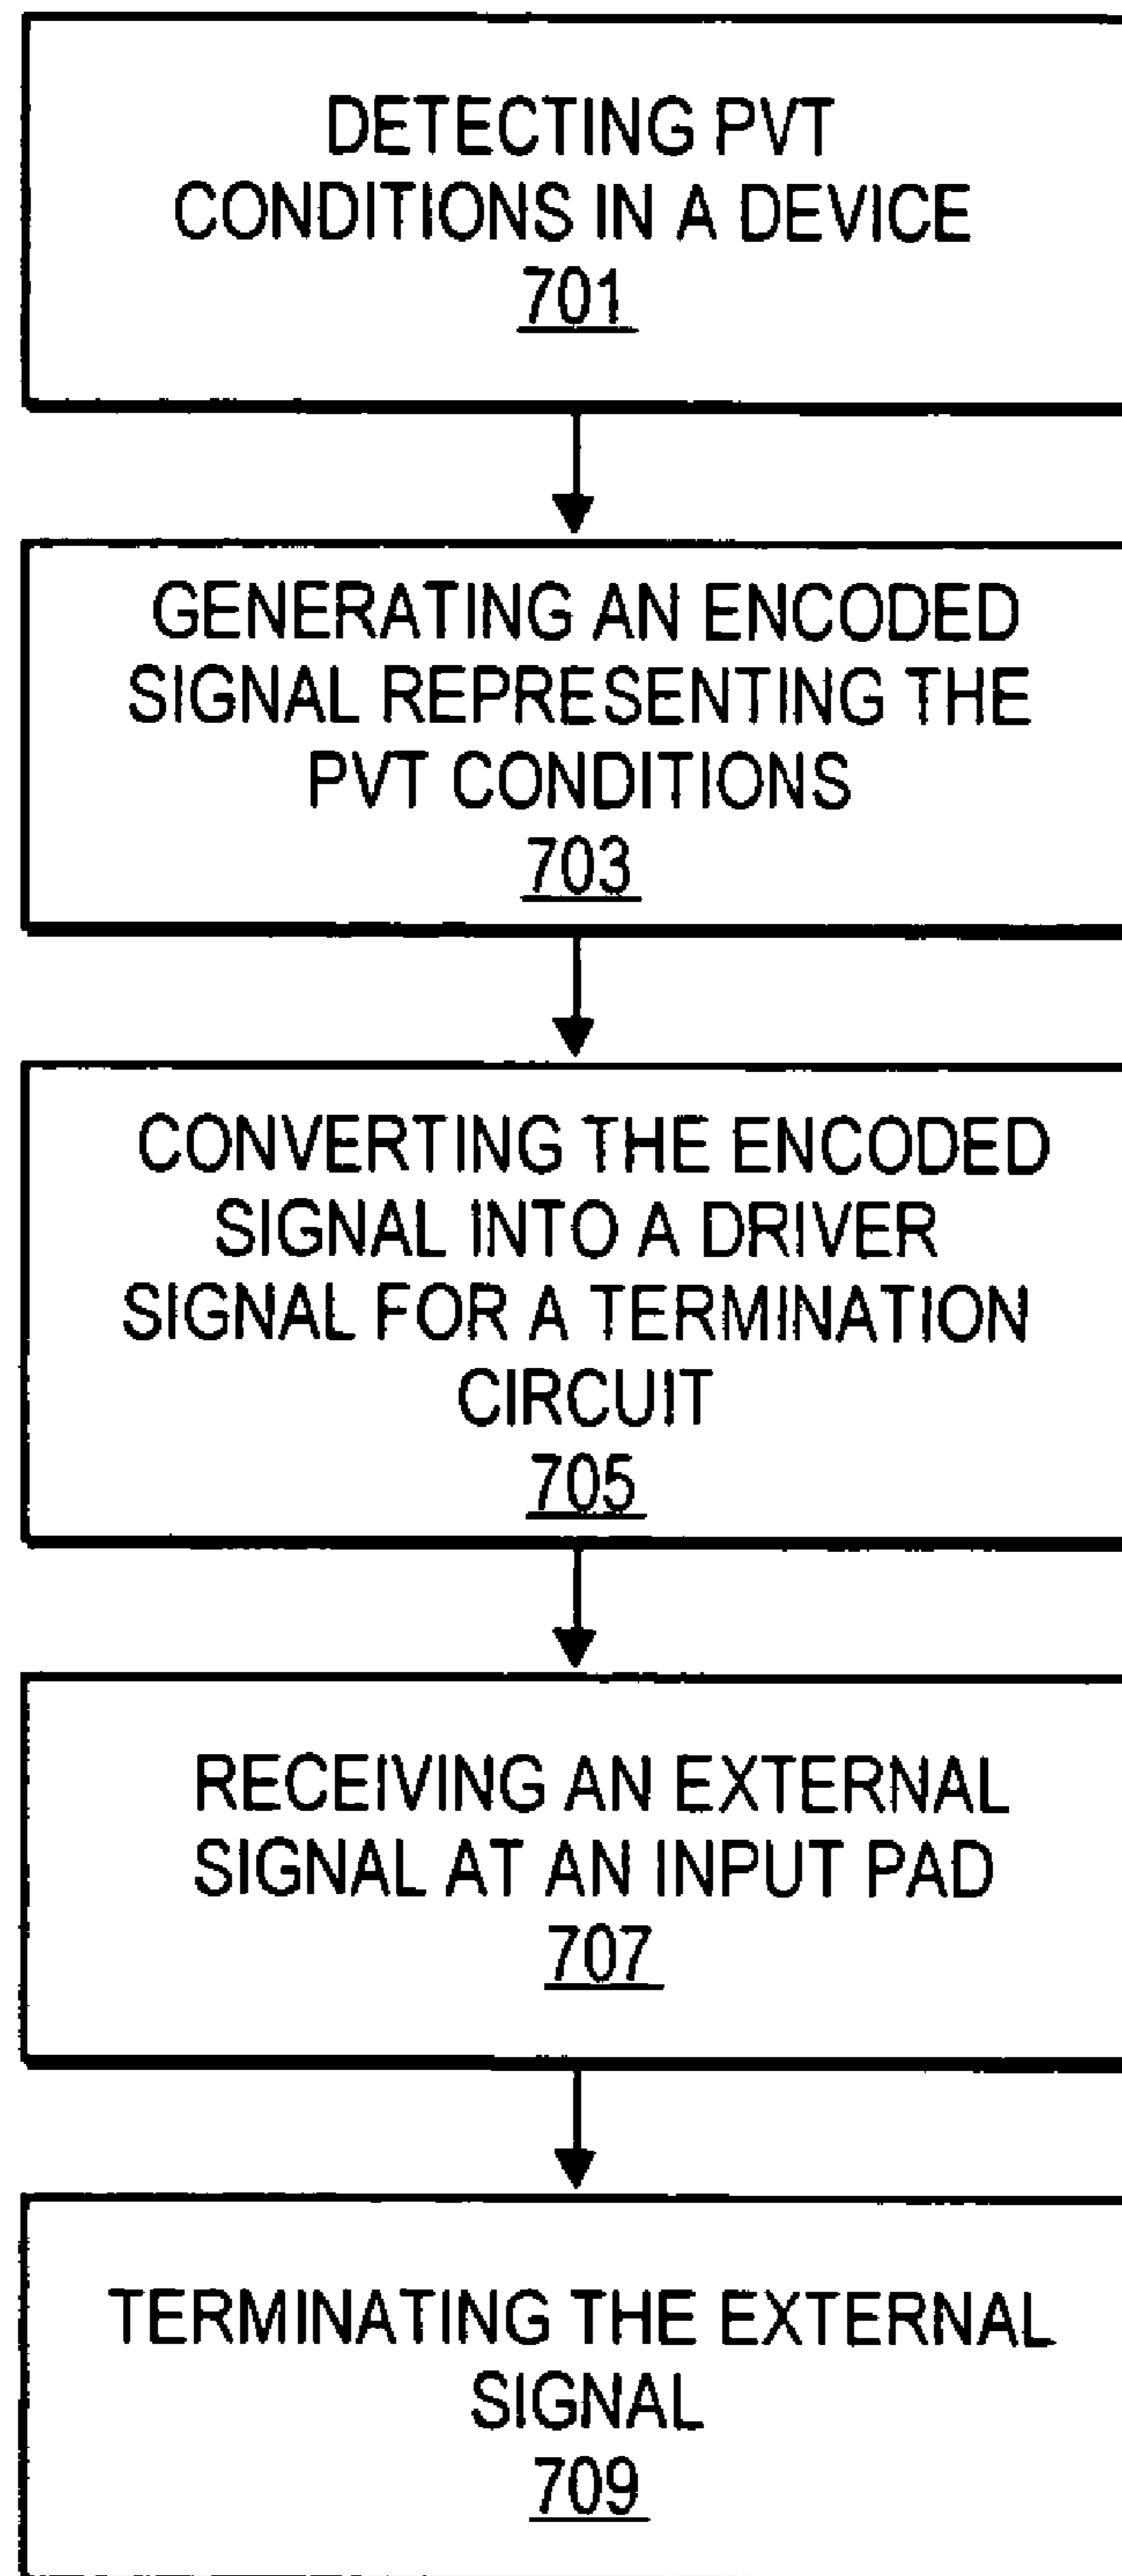 DETECTING PVT
CONDITIONS IN A DEVICE
701
GENERATING AN ENCODED
SIGNAL REPRESENTING THE
PVT CONDITIONS
703
CONVERTING THE ENCODED
SIGNAL INTO A DRIVER
SIGNAL FOR A TERMINATION
CIRCUIT
705
RECEIVING AN EXTERNAL
SIGNAL AT AN INPUT PAD
707
TERMINATING THE EXTERNAL
SIGNAL
709